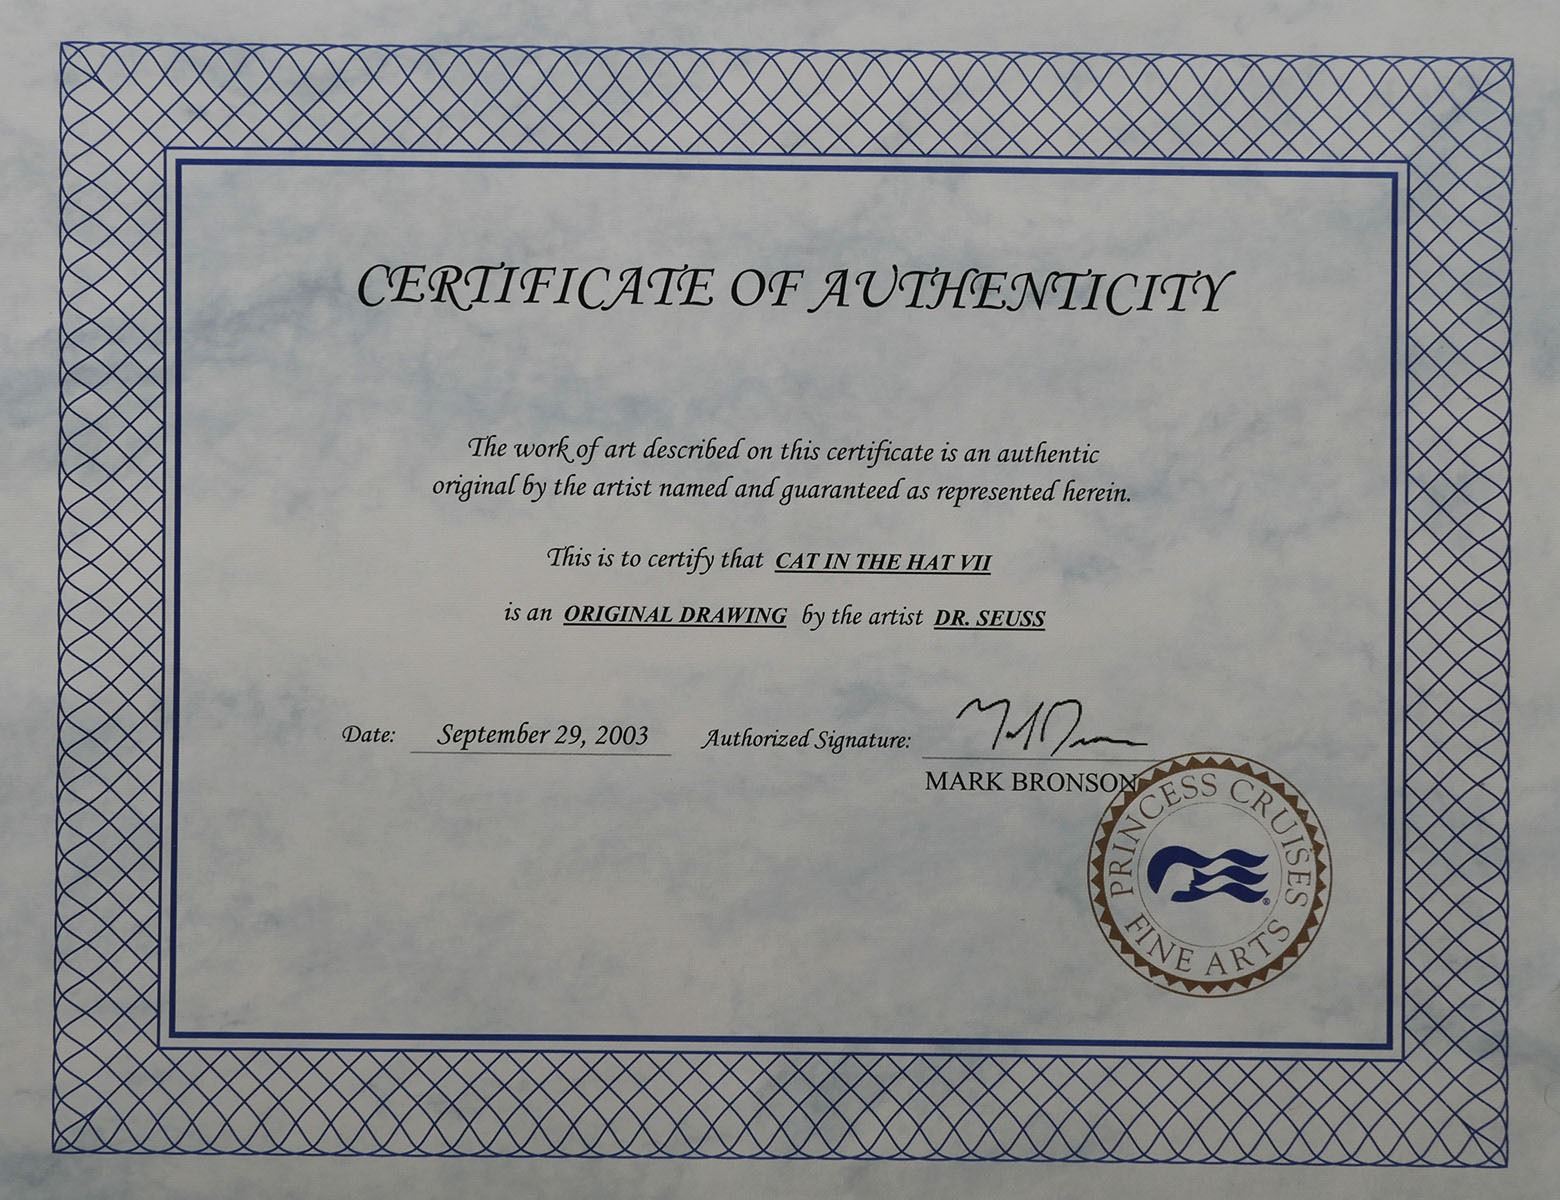 CERTIFICATE OF AUTHENTICITY
The work of art described on this certificate is an authentic
original by the artist named and guaranteed as represented herein.
This is to certify that CAT IN THE HAT VII
is an ORIGINAL DRAWING by the artist DR. SEUSS
Date: September 29, 2003 Authorized Signature:
MARK BRONSON
PRINCESS CRUISES
FINE ARTS
®